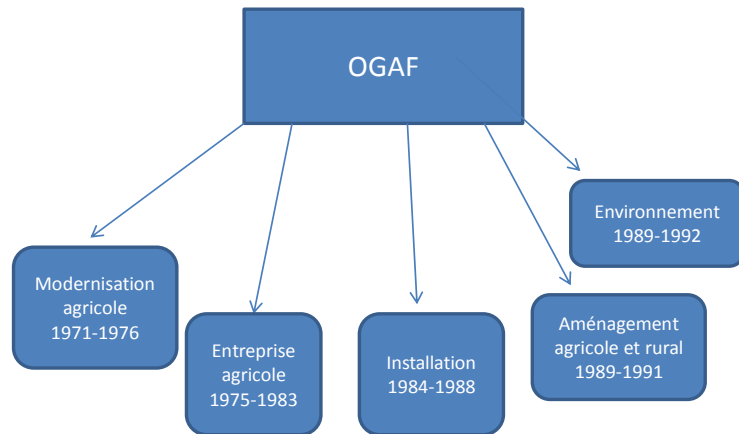 OGAF
Environnement
1989-1992
Modernisation
agricole
1971-1976
Entreprise
agricole
1975-1983
Installation
1984-1988
Aménagement
agricole et rural
1989-1991